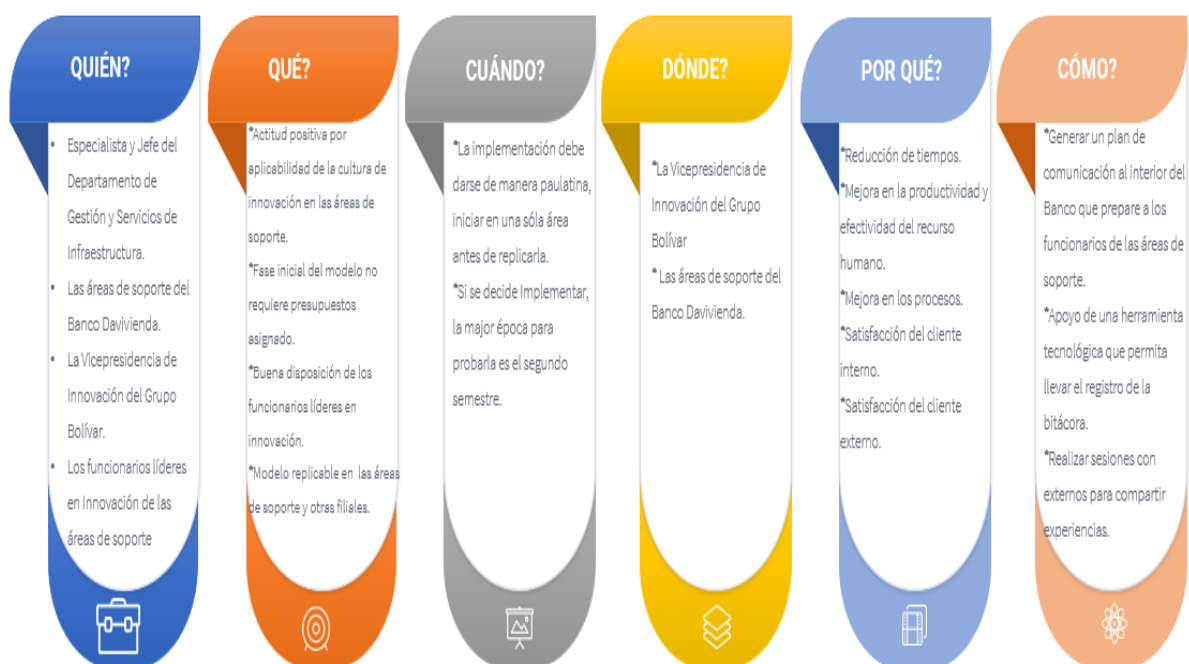 QUIÉN?
• Especialista y Jefe del
Departamento de
Gestión y Servicios de
Infraestructura.
• Las áreas de soporte del
Banco Davivienda.
• La Vicepresidencia de
Innovación del Grupo
Bolívar.
• Los funcionarios líderes
en Innovación de las
áreas de soporte
QUÉ?
*Actitud positiva por
aplicabilidad de la cultura de
innovación en las áreas de
soporte.
*Fase inicial del modelo no
requiere presupuestos
asignado.
*Buena disposición de los
funcionarios líderes en
innovación.
*Modelo replicable en las áreas
de soporte y otras filiales.
CUÁNDO?
*La implementación debe
darse de manera paulatina,
iniciar en una sóla área
antes de replicarla.
*Si se decide Implementar,
la major época para
probarla es el segundo
semestre.
DÓNDE?
*La Vicepresidencia de
Innovación del Grupo
Bolívar
* Las áreas de soporte del
Banco Davivienda.
POR QUÉ?
*Reducción de tiempos.
*Mejora en la productividad y
efectividad del recurso
humano.
*Mejora en los procesos.
*Satisfacción del cliente
interno.
*Satisfacción del cliente
externo.
CÓMO?
*Generar un plan de
comunicación al interior del
Banco que prepare a los
funcionarios de las áreas de
soporte.
*Apoyo de una herramienta
tecnológica que permita
llevar el registro de la
bitácora.
*Realizar sesiones con
externos para compartir
experiencias.